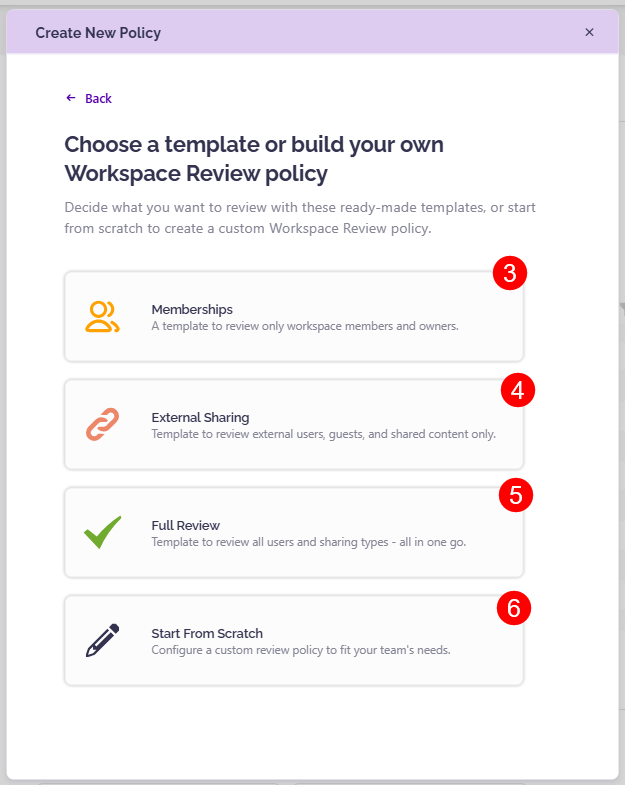 Create New Policy
×
← Back
Choose a template or build your own
Workspace Review policy
Decide what you want to review with these ready-made templates, or start
from scratch to create a custom Workspace Review policy.
3
Memberships
A template to review only workspace members and owners.
4
External Sharing
Template to review external users, guests, and shared content only.
5
Full Review
Template to review all users and sharing types - all in one go.
6
Start From Scratch
Configure a custom review policy to fit your team's needs.